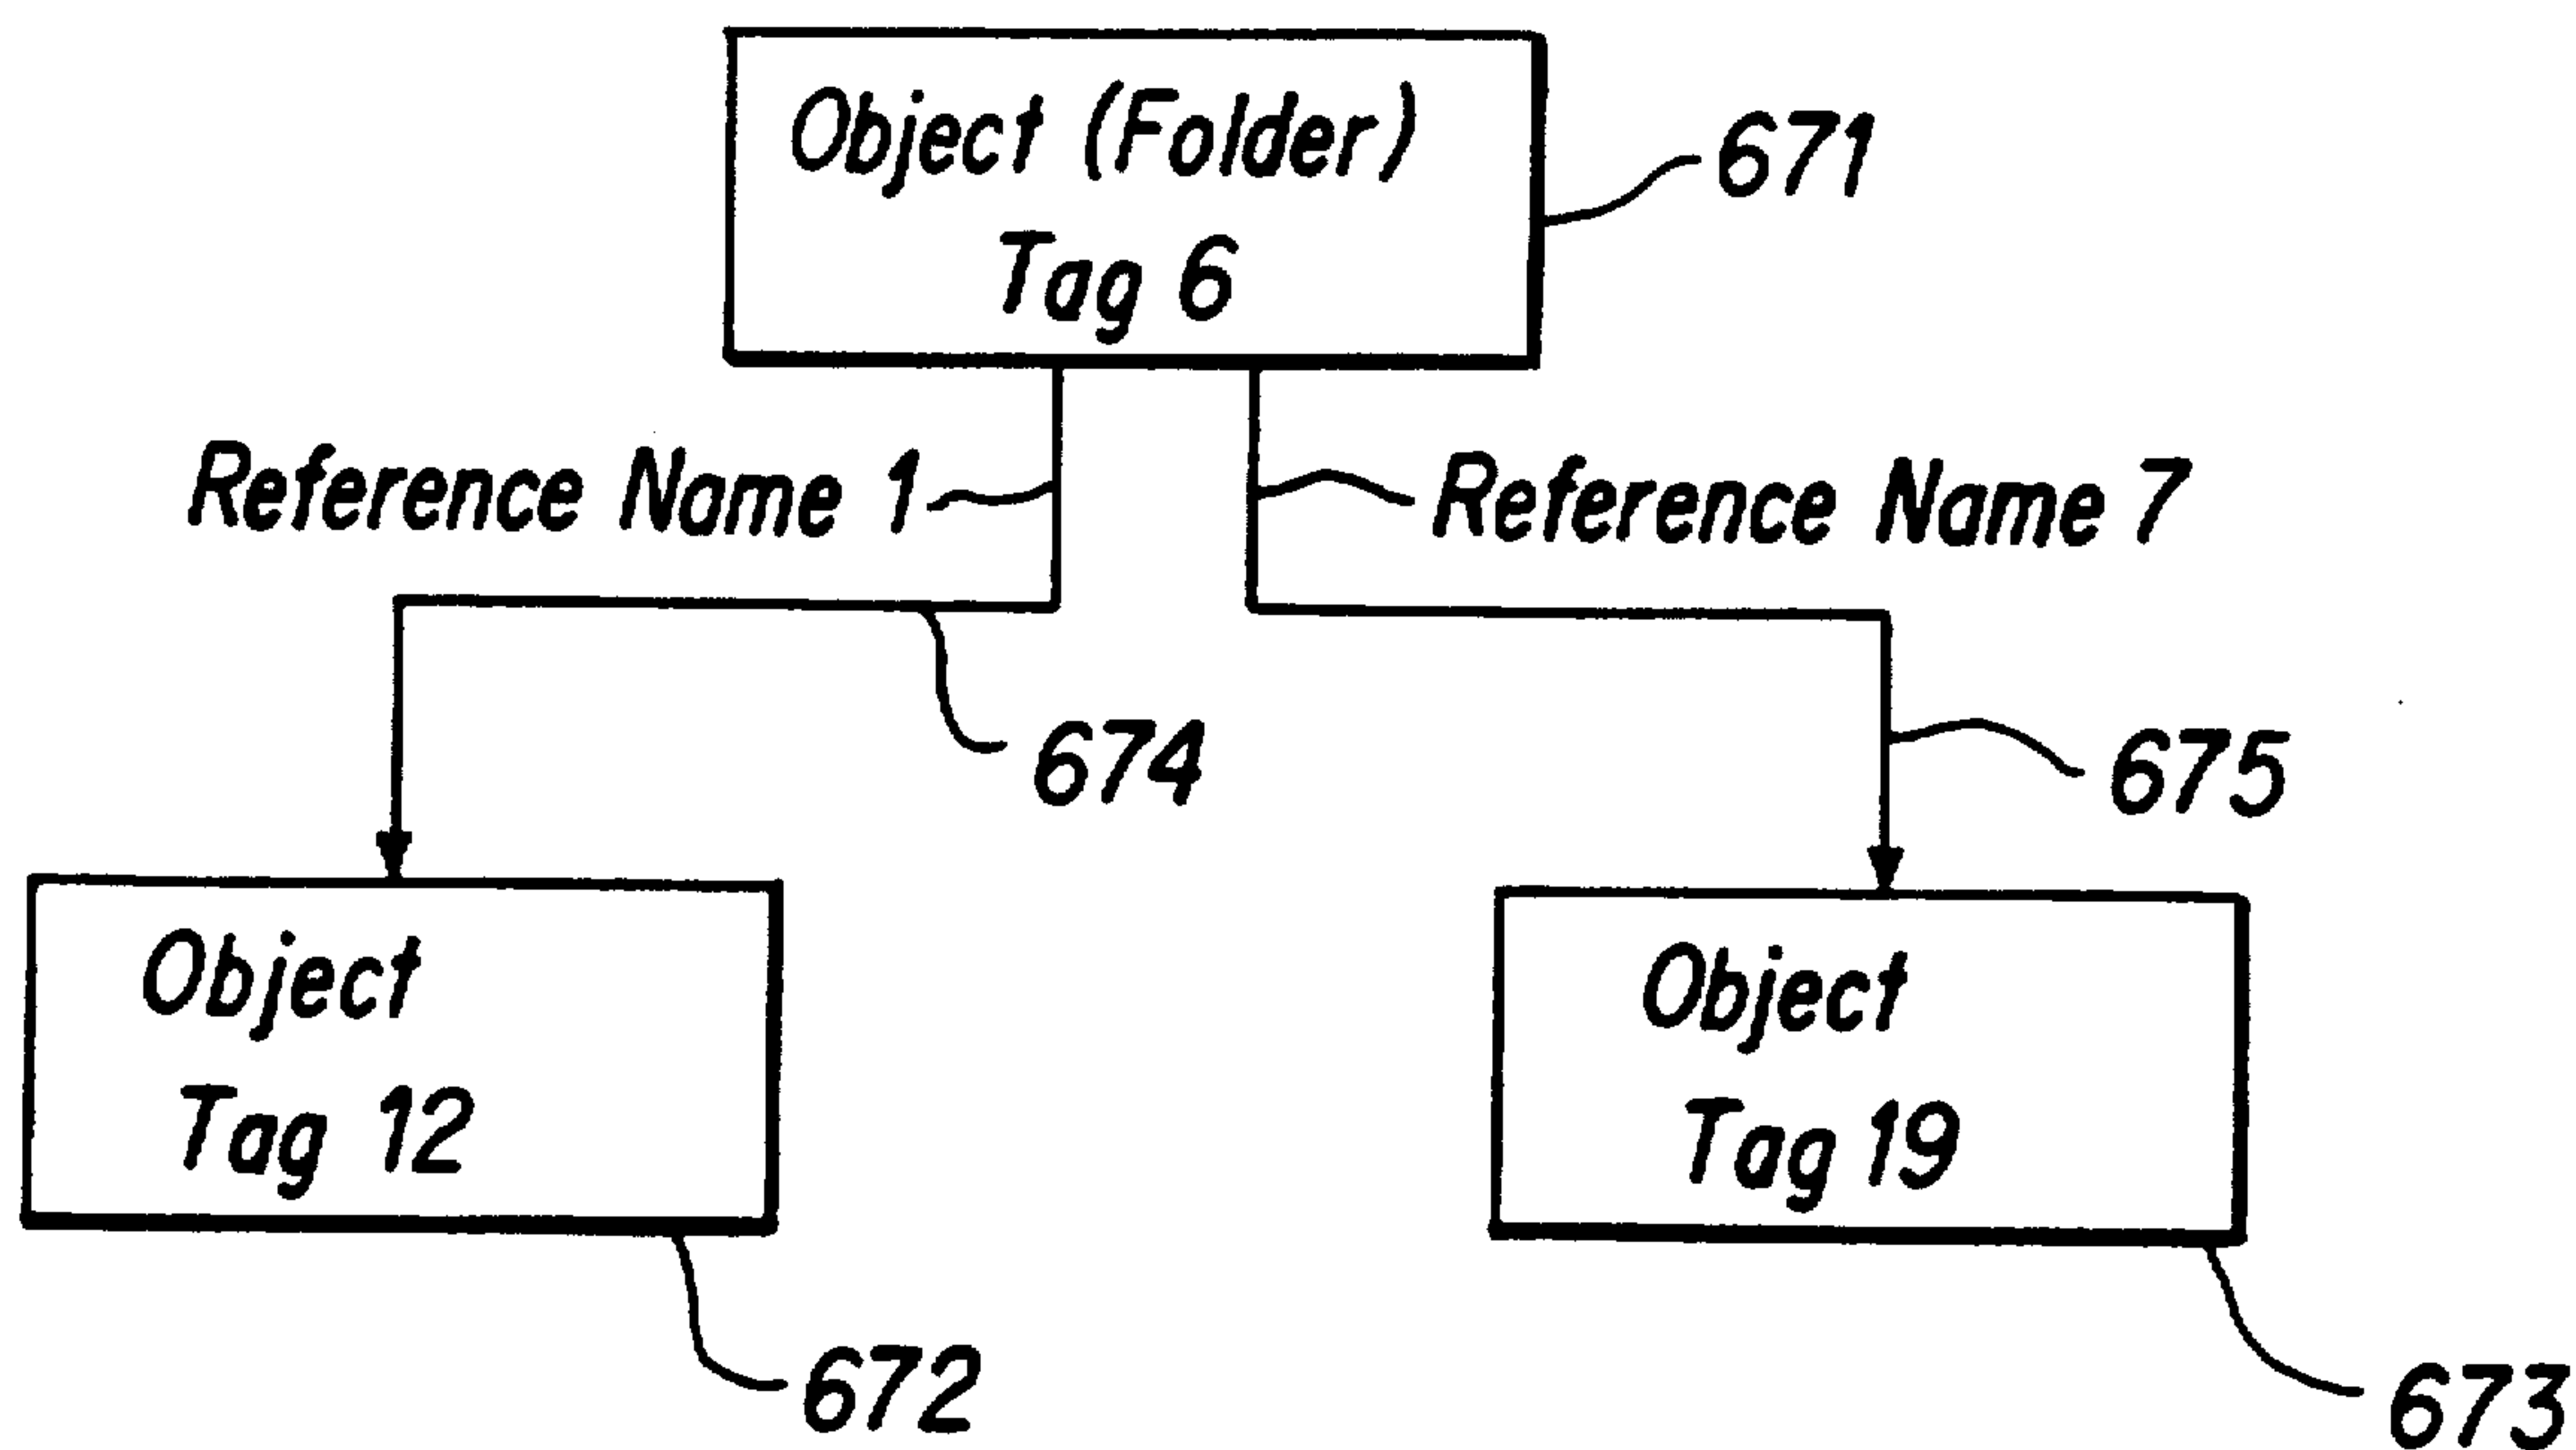 Object (Folder)
Tag 6
671
Reference Name 1
Reference Name 7
674
675
Object
Tag 12
Object
Tag 19
672
673